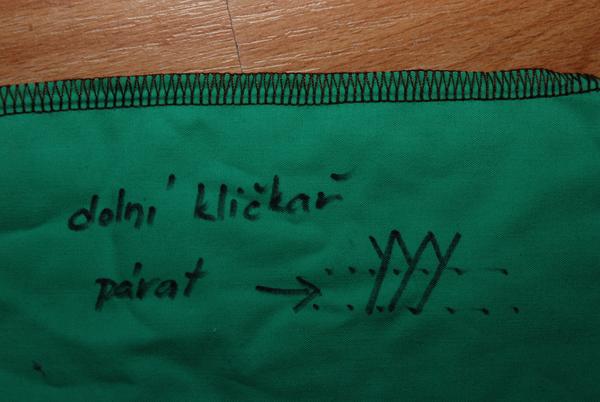 dolní kličkař
párat →